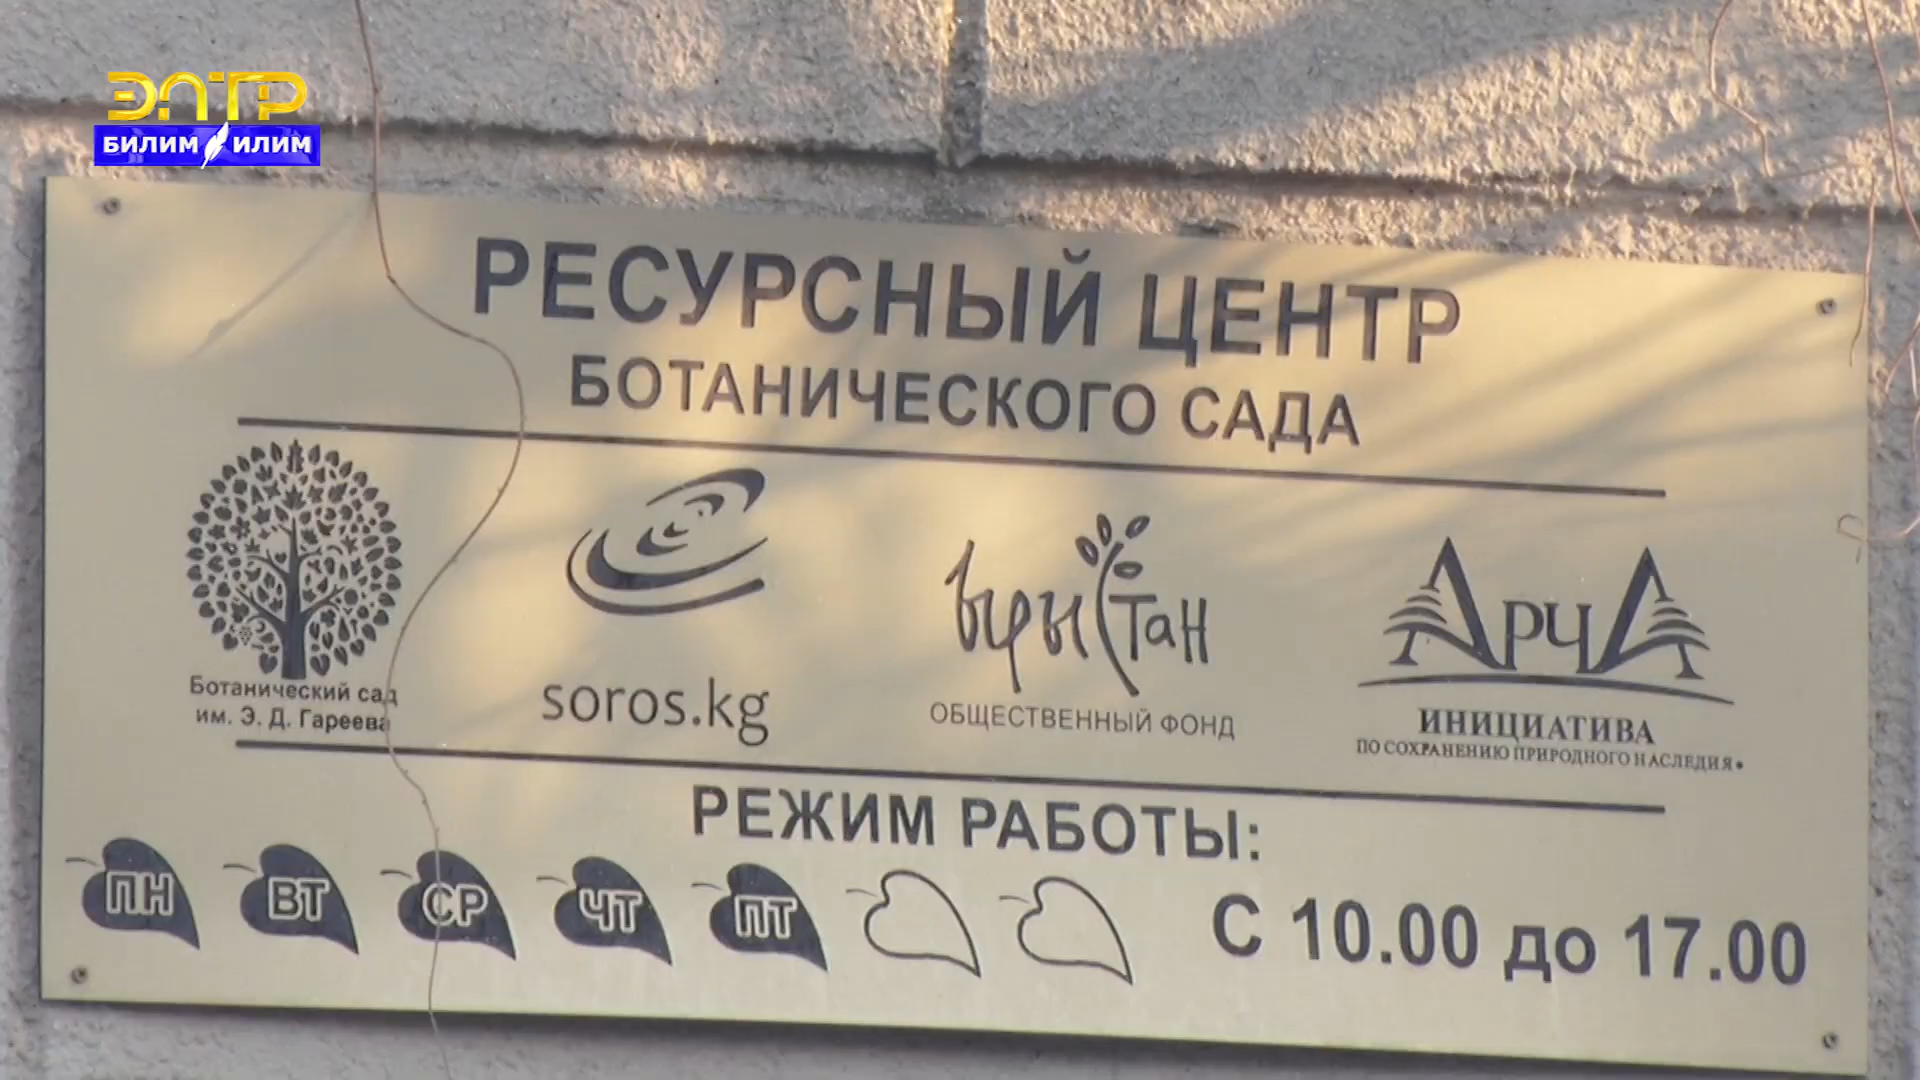 ЭЛТР
БИЛИМ ИЛИМ
РЕСУРСНЫЙ ЦЕНТР
БОТАНИЧЕСКОГО САДА
Ботанический сад
им. Э. Д. Гареева
soros.kg
Ырыстан
ОБЩЕСТВЕННЫЙ ФОНД
АРЧА
ИНИЦИАТИВА
ПО СОХРАНЕНИЮ ПРИРОДНОГО НАСЛЕДИЯ
РЕЖИМ РАБОТЫ:
ПН ВТ СР ЧТ ПТ С 10.00 до 17.00